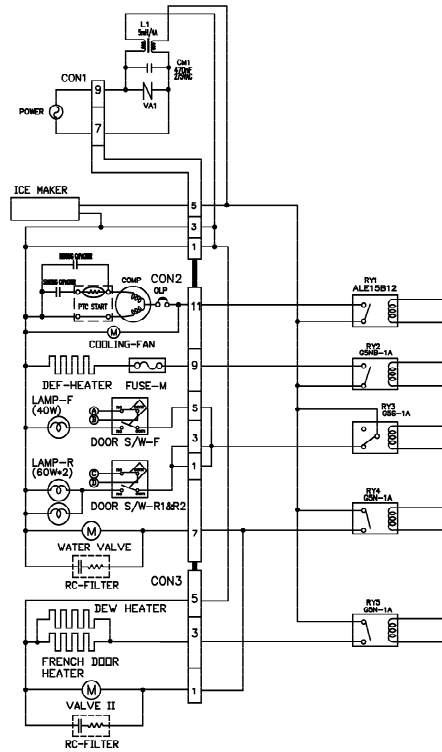 L1
5mH/4A
CM1
470nF
275VAC
VA1
CON1
POWER
9
7
ICE MAKER
5
3
1
RUNNING CAPACITOR
COMP
CON2
OLP
PTC START
11
RY1
ALE15B12
M
COOLING-FAN
RY2
G5NB-1A
9
DEF-HEATER
FUSE-M
LAMP-F
(40W)
A
B
5
RY3
G5S-1A
DOOR S/W-F
3
LAMP-R
(60W*2)
C
D
1
DOOR S/W-R1&R2
RY4
G5N-1A
M
7
WATER VALVE
RC-FILTER
CON3
5
DEW HEATER
RY5
G5N-1A
3
FRENCH DOOR
HEATER
M
1
VALVE II
RC-FILTER